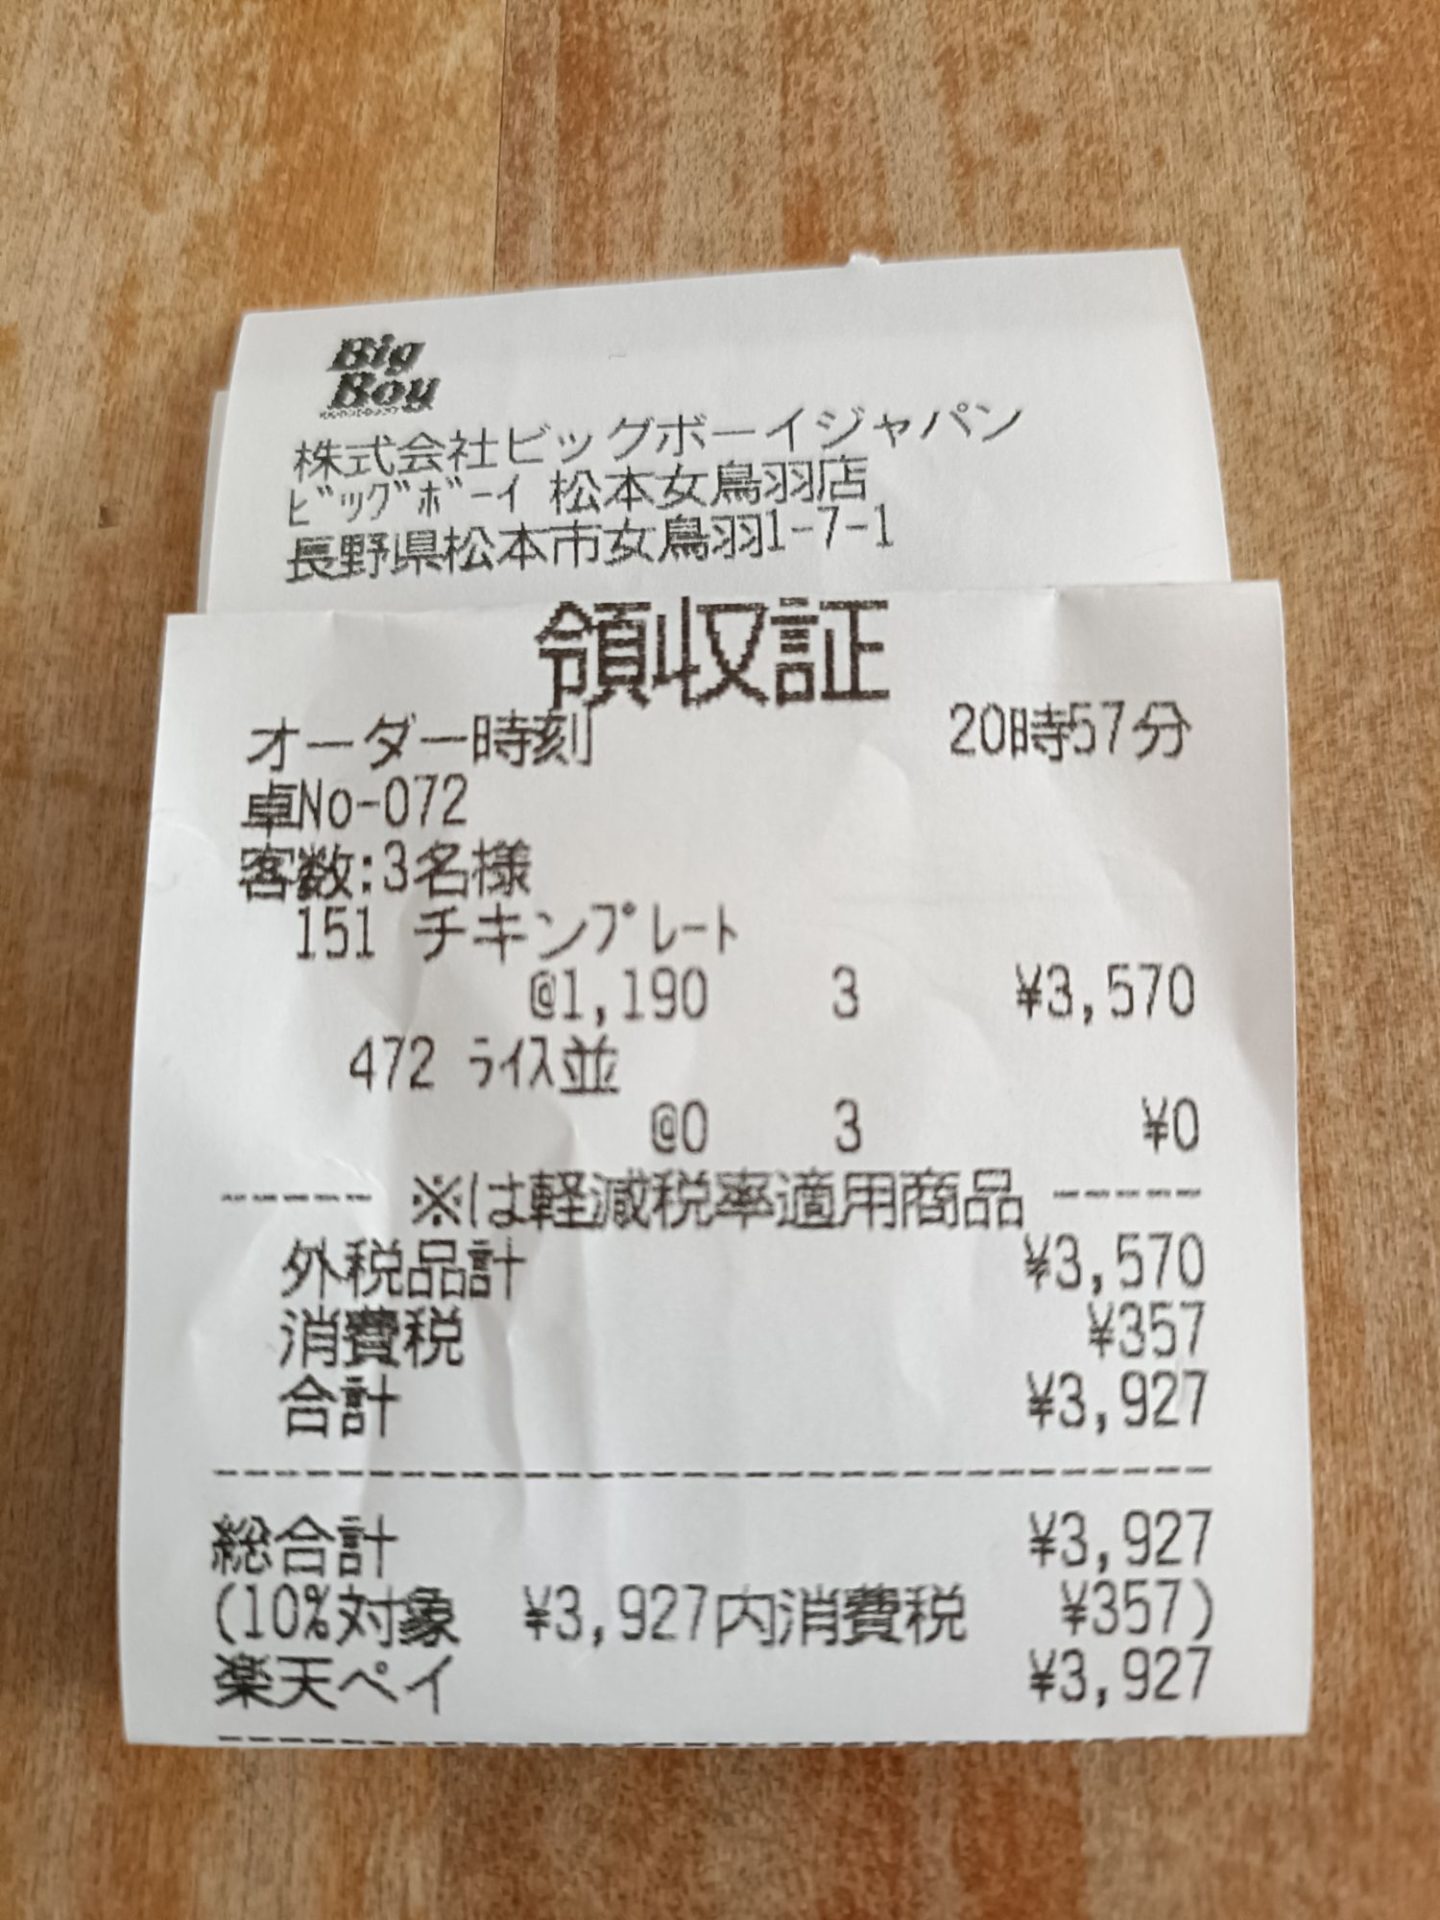 Big
Boy
株式会社ビッグボーイジャパン
ﾋﾞｯｸﾞﾎﾞｰｲ 松本女鳥羽店
長野県松本市女鳥羽1-7-1
領収証
オーダー時刻 20時57分
卓No-072
客数:3名様
151 チキンﾌﾟﾚｰﾄ
@1,190 3 ¥3,570
472 ﾗｲｽ並
@0 3 ¥0
----- ※は軽減税率適用商品 -----
外税品計 ¥3,570
消費税 ¥357
合計 ¥3,927
総合計 ¥3,927
(10%対象 ¥3,927内消費税 ¥357)
楽天ペイ ¥3,927